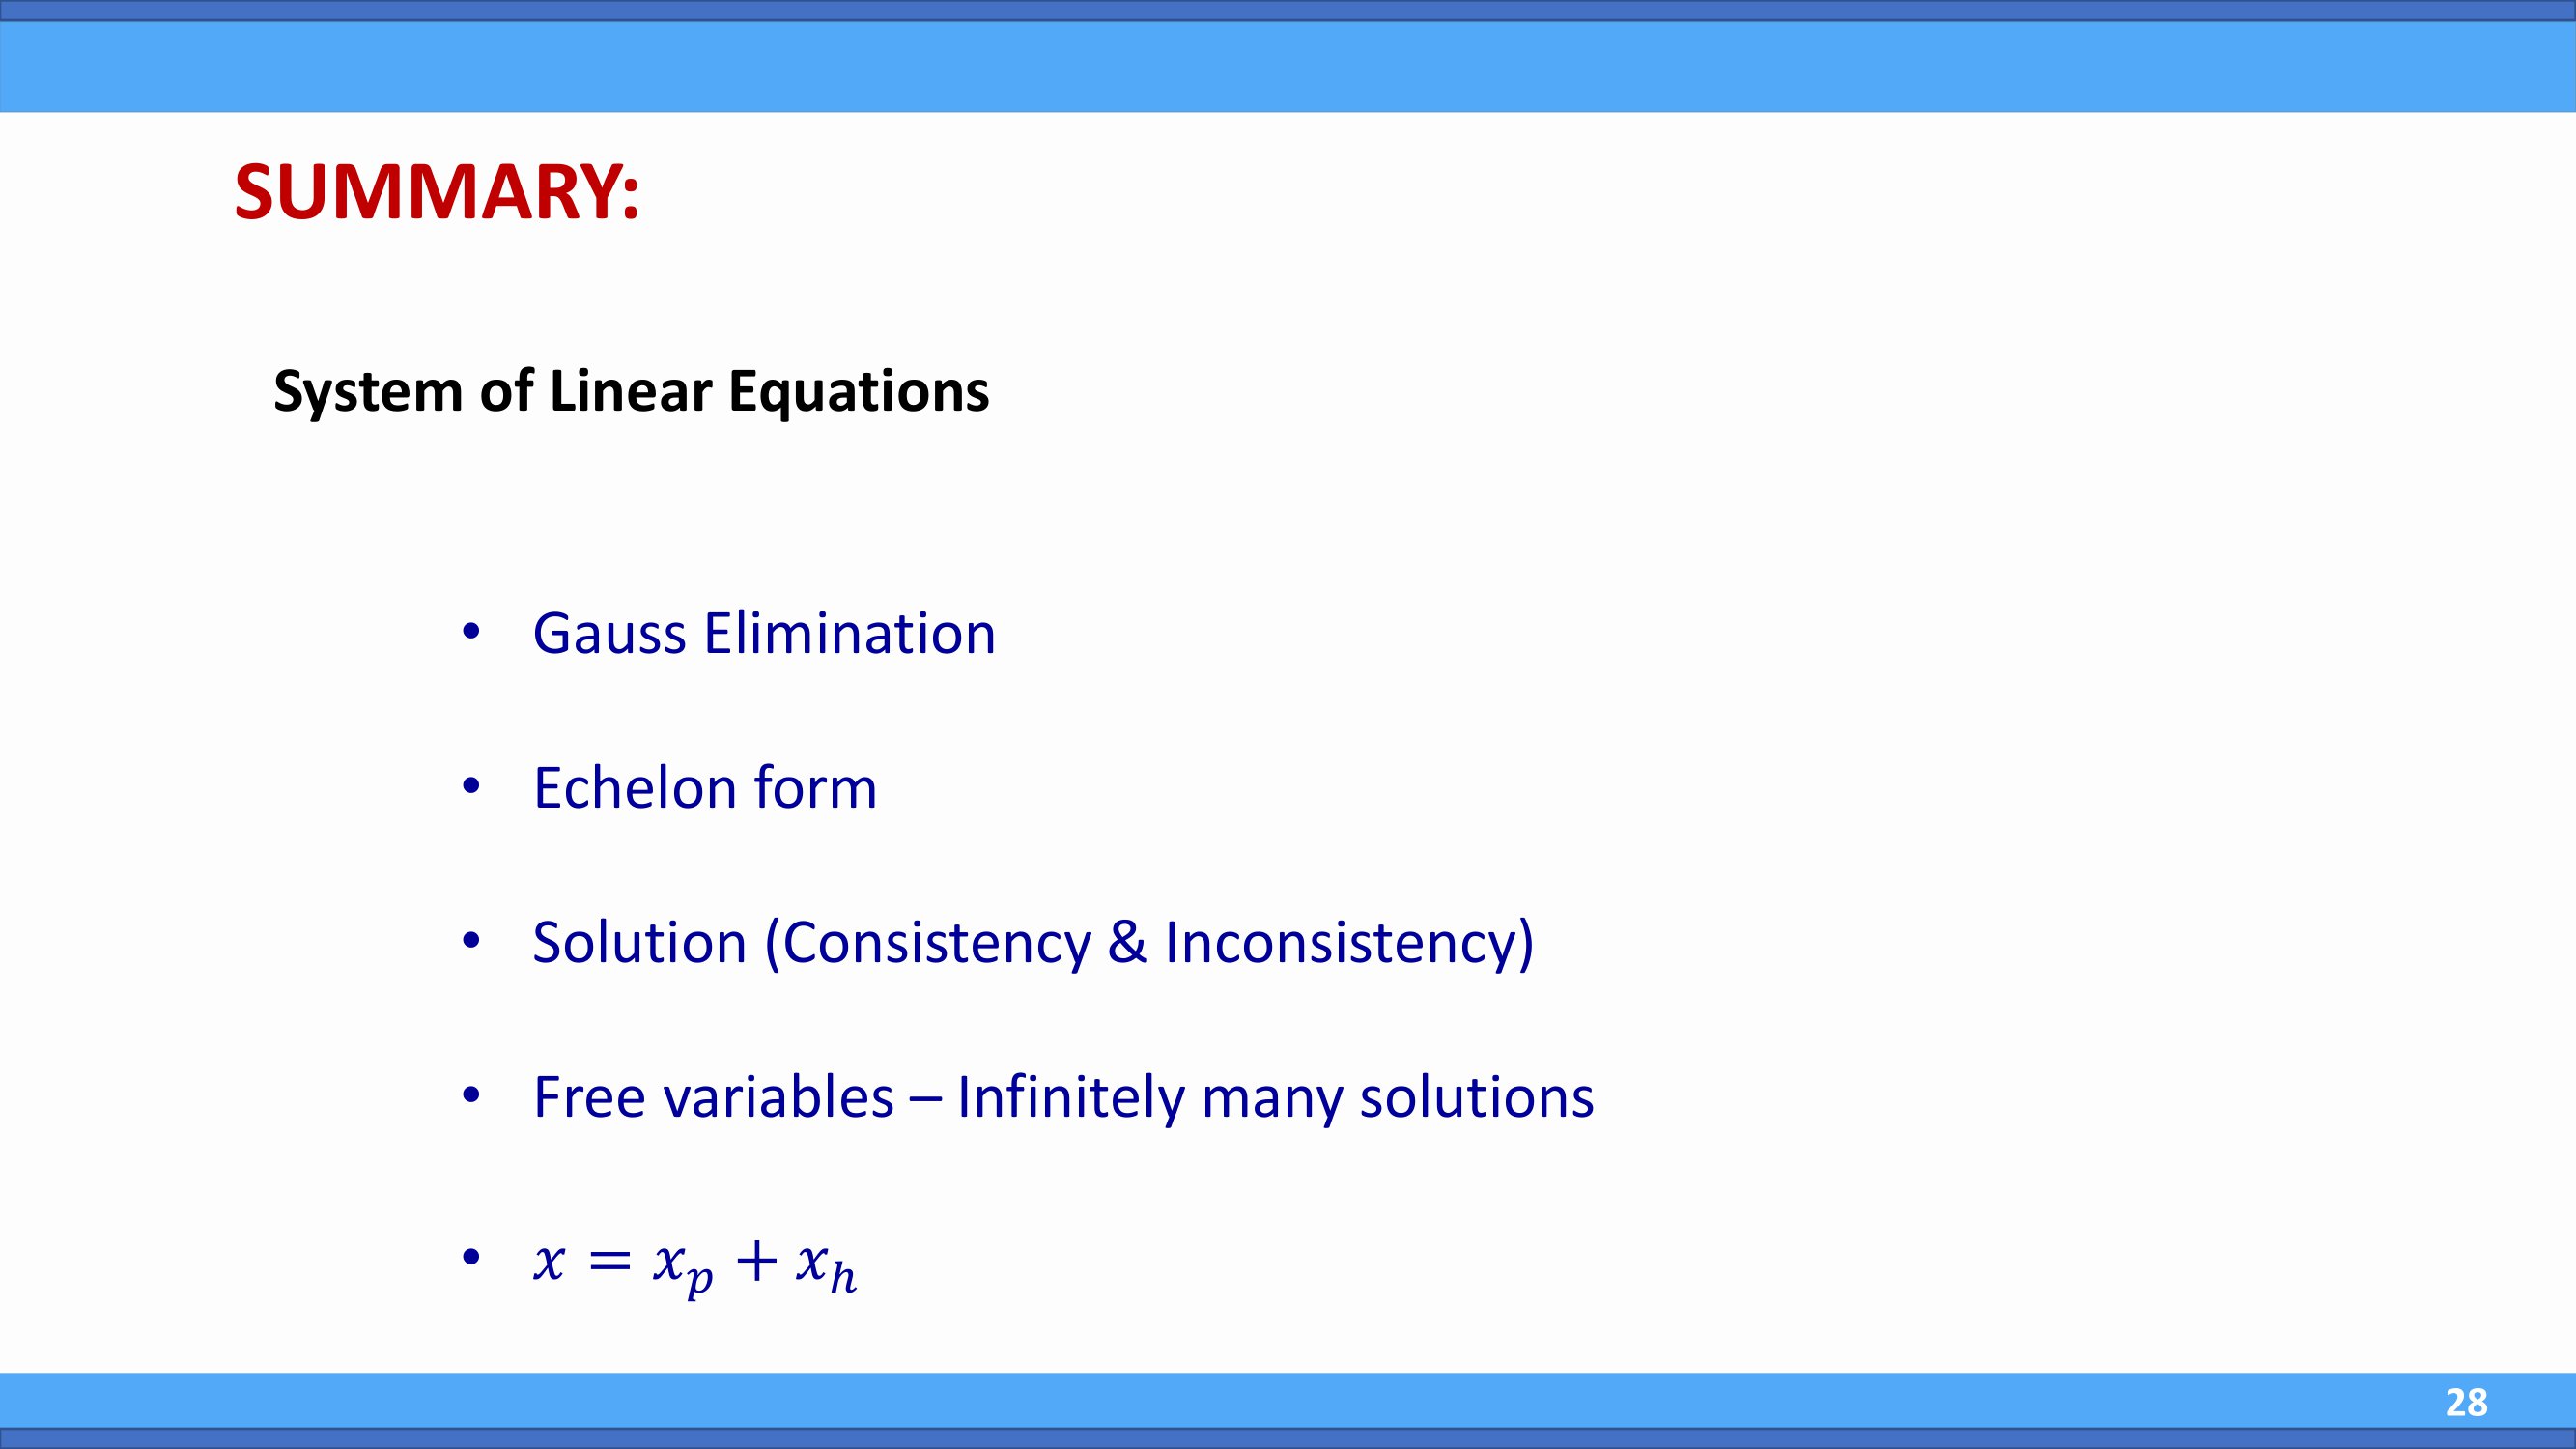 SUMMARY:
System of Linear Equations
• Gauss Elimination
• Echelon form
• Solution (Consistency & Inconsistency)
• Free variables – Infinitely many solutions
• $x = x_p + x_h$
28